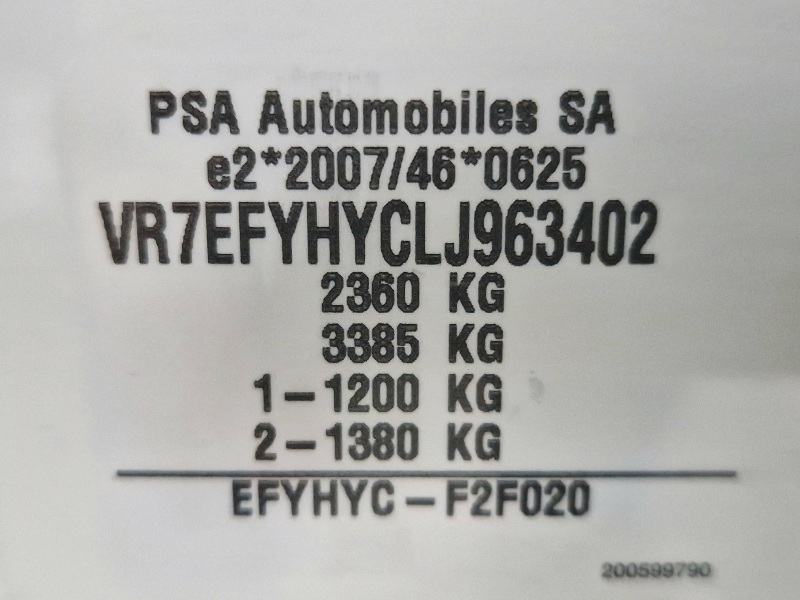 PSA Automobiles SA
e2*2007/46*0625
VR7EFYHYCLJ963402
2360 KG
3385 KG
1-1200 KG
2-1380 KG
EFYHYC-F2F020
200599790